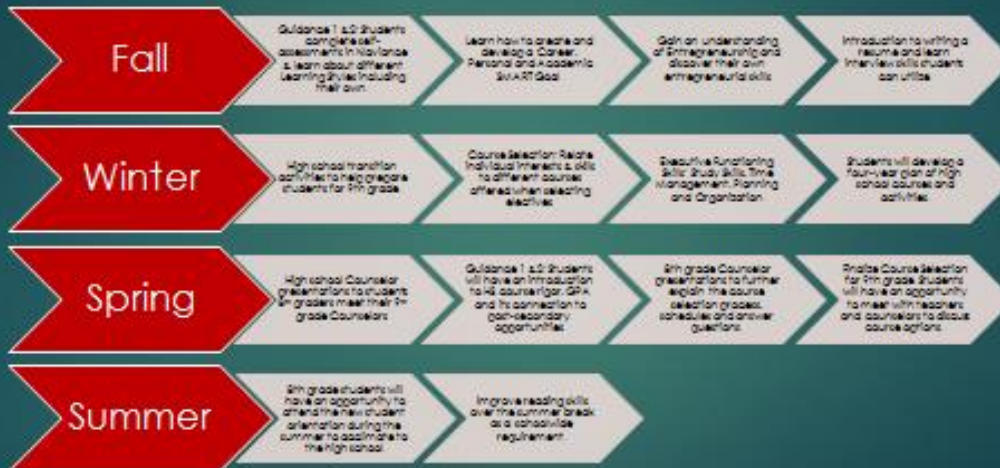 Fall
Guidance 1 & 2: Students
complete self-
assessments in Naviance
& learn about different
Learning Styles including
their own
Learn how to create and
develop a Career,
Personal and Academic
SMART Goal
Gain an understanding
of Entrepreneurship and
discover their own
entrepreneurial skills
Introduction to writing a
resume and learn
interview skills students
can utilize
Winter
High school transition
activities to help prepare
students for 9th grade
Course Selection: Relate
individual interests & skills
to different courses
offered when selecting
electives
Executive Functioning
Skills: Study Skills, Time
Management, Planning
and Organization
Students will develop a
four-year plan of high
school courses and
activities
Spring
High school Counselor
presentations to students
8th graders meet their 9th
grade Counselors
Guidance 1 & 2: Students
will have an introduction
to HS course rigor, GPA
and its connection to
post-secondary
opportunities
8th grade Counselor
presentations to further
explain the course
selection process,
schedules and answer
questions
Finalize Course Selection
for 9th grade Students
will have an opportunity
to meet with teachers
and counselors to discuss
course options
Summer
8th grade students will
have an opportunity to
attend the new student
orientation during the
summer to acclimate to
the high school
Improve reading skills
over the summer break
as a schoolwide
requirement.